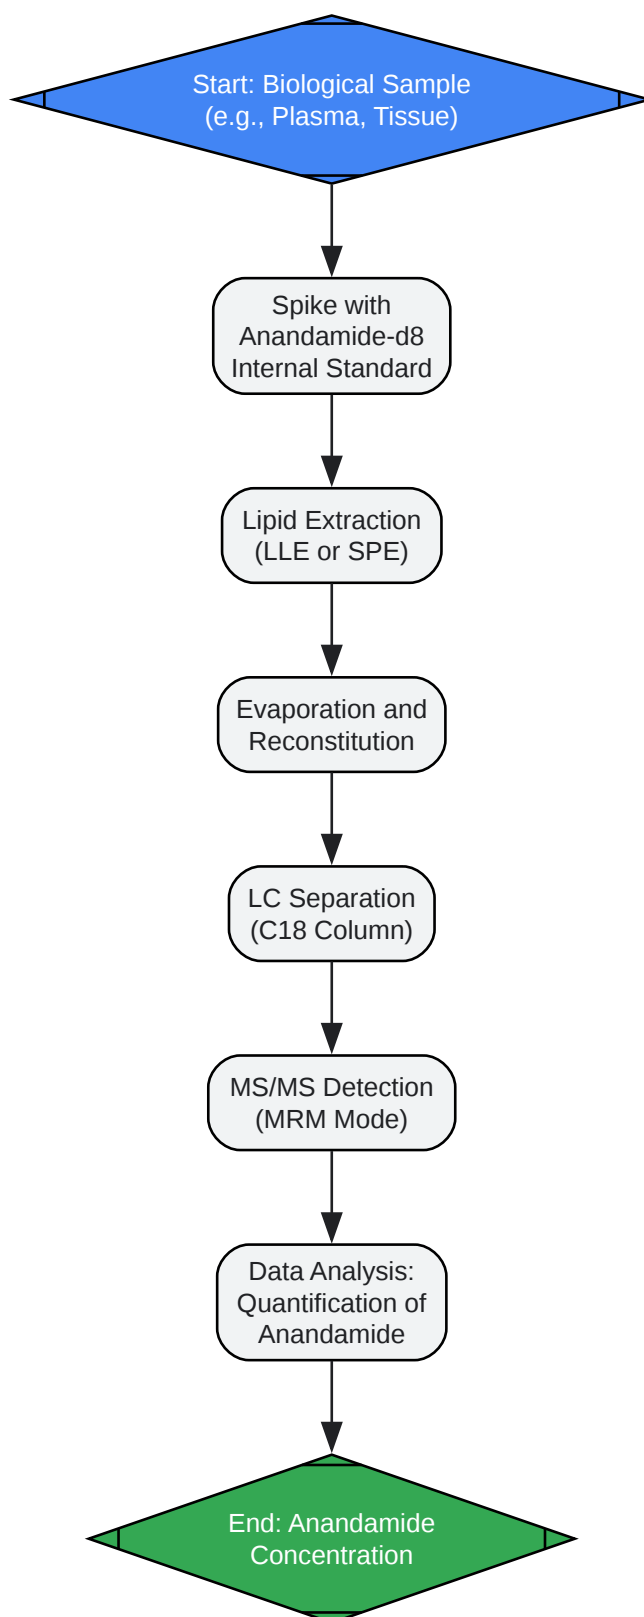 Start: Biological Sample
(e.g., Plasma, Tissue)
Spike with
Anandamide-d8
Internal Standard
Lipid Extraction
(LLE or SPE)
Evaporation and
Reconstitution
LC Separation
(C18 Column)
MS/MS Detection
(MRM Mode)
Data Analysis:
Quantification of
Anandamide
End: Anandamide
Concentration